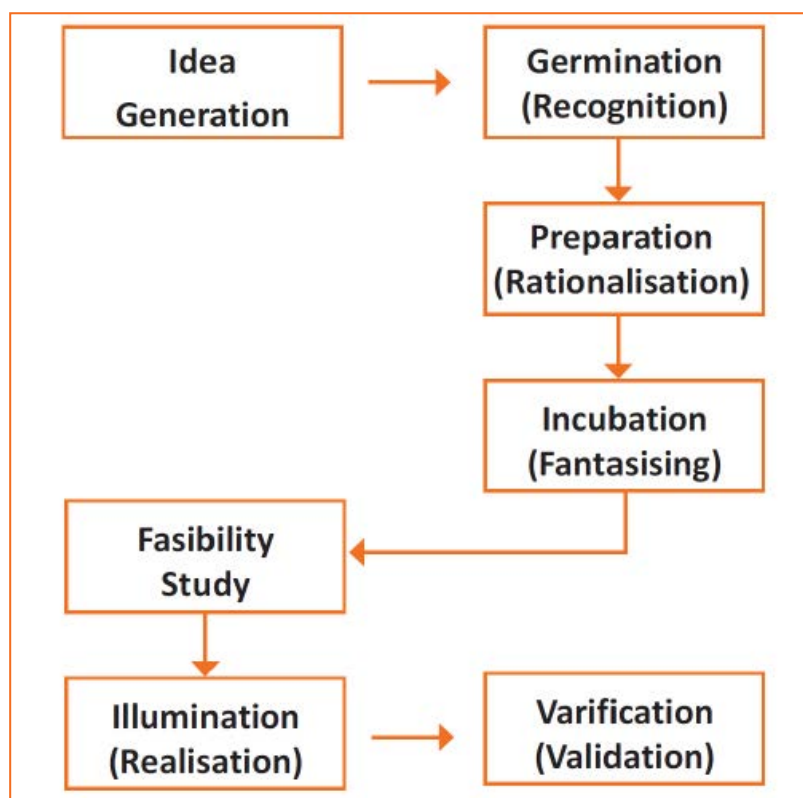 Idea
Generation
Germination
(Recognition)
Preparation
(Rationalisation)
Incubation
(Fantasising)
Fasibility
Study
Illumination
(Realisation)
Varification
(Validation)